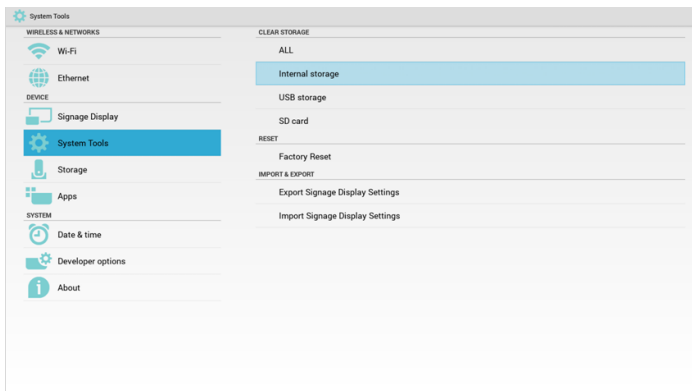 System Tools
WIRELESS & NETWORKS
Wi-Fi
Ethernet
DEVICE
Signage Display
System Tools
Storage
Apps
SYSTEM
Date & time
Developer options
About
CLEAR STORAGE
ALL
Internal storage
USB storage
SD card
RESET
Factory Reset
IMPORT & EXPORT
Export Signage Display Settings
Import Signage Display Settings